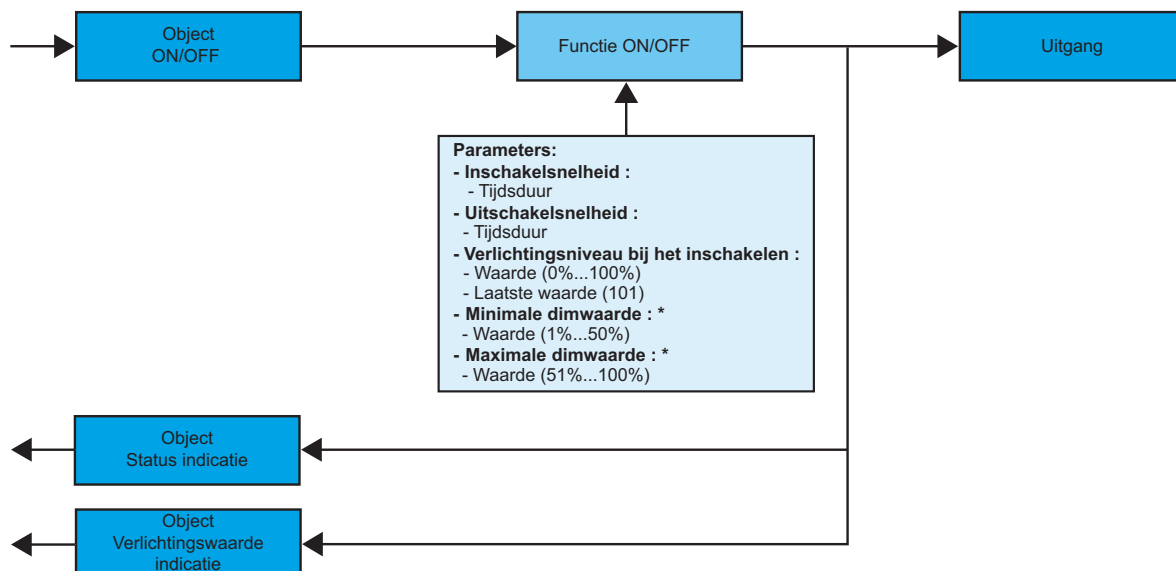 Object
ON/OFF
Functie ON/OFF
Uitgang
Parameters:
- Inschakelsnelheid :
- Tijdsduur
- Uitschakelsnelheid :
- Tijdsduur
- Verlichtingsniveau bij het inschakelen :
- Waarde (0%...100%)
- Laatste waarde (101)
- Minimale dimwaarde : *
- Waarde (1%...50%)
- Maximale dimwaarde : *
- Waarde (51%...100%)
Object
Status indicatie
Object
Verlichtingswaarde
indicatie